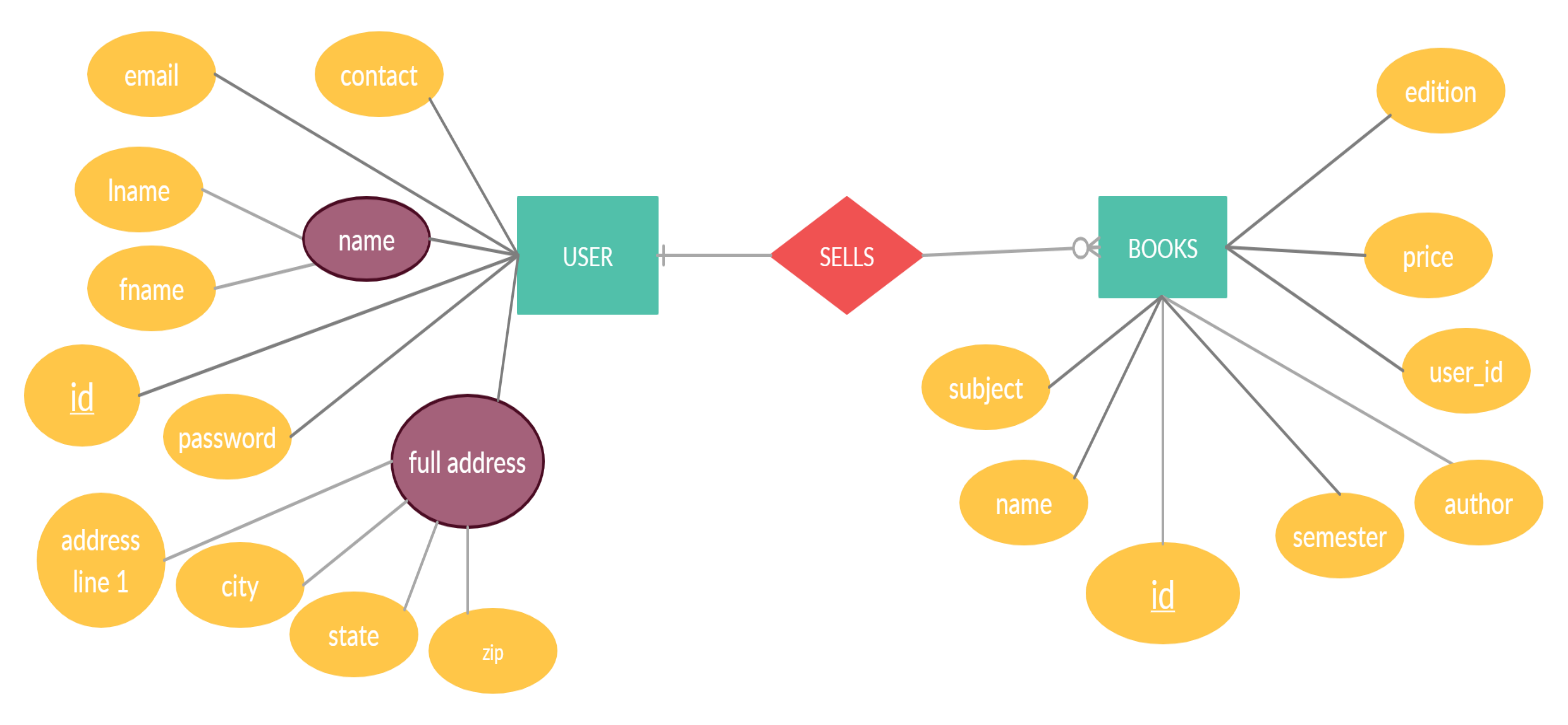 email
contact
edition
lname
name
fname
USER
SELLS
BOOKS
price
id
password
full address
subject
user_id
address
line 1
city
state
zip
name
id
semester
author